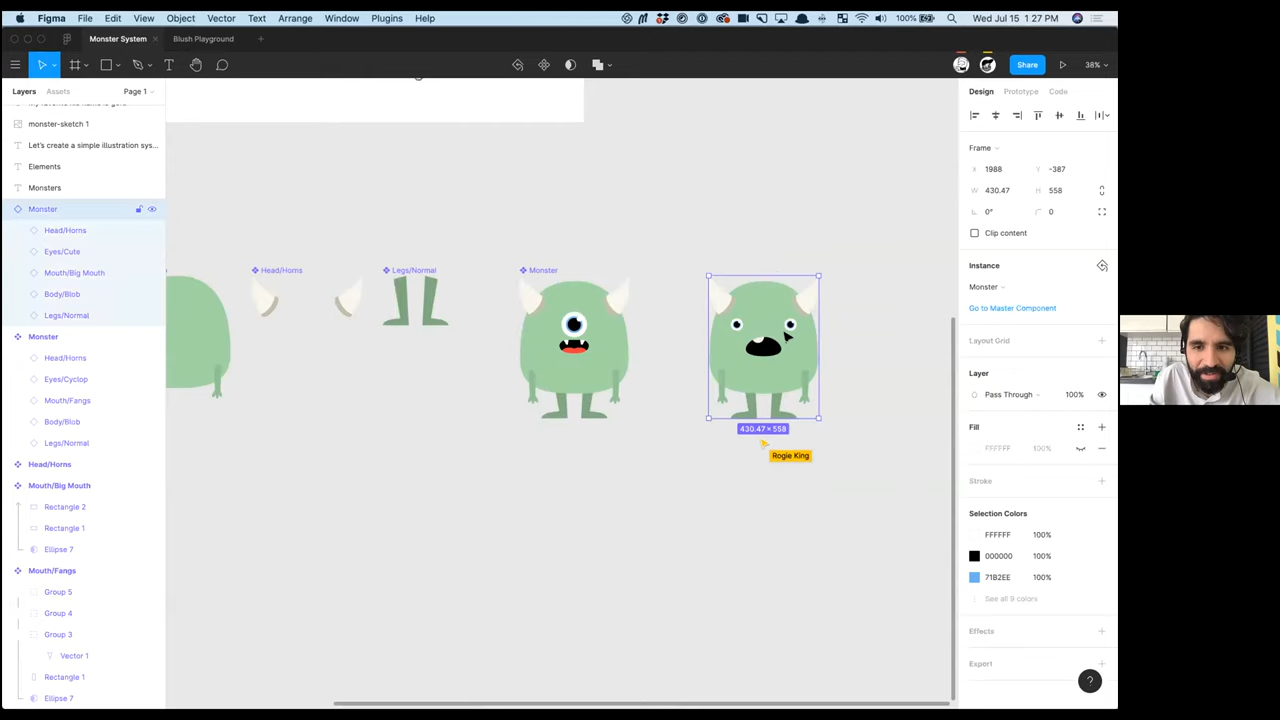 Figma File Edit View Object Vector Text Arrange Window Plugins Help 100% Wed Jul 15 1:27 PM
Monster System Blush Playground
Share 38%
Layers Assets Page 1
monster-sketch 1
Let's create a simple illustration sys...
Elements
Monsters
Monster
Head/Horns
Eyes/Cute
Mouth/Big Mouth
Body/Blob
Legs/Normal
Monster
Head/Horns
Eyes/Cyclop
Mouth/Fangs
Body/Blob
Legs/Normal
Head/Horns
Mouth/Big Mouth
Rectangle 2
Rectangle 1
Ellipse 7
Mouth/Fangs
Group 5
Group 4
Group 3
Vector 1
Rectangle 1
Ellipse 7
Head/Horns Legs/Normal Monster
430.47 × 558
Rogie King
Design Prototype Code
Frame
X 1988 Y -387
W 430.47 H 558
0° 0
Clip content
Instance
Monster
Go to Master Component
Layout Grid
Layer
Pass Through 100%
Fill
FFFFFF 100%
Stroke
Selection Colors
FFFFFF 100%
000000 100%
71B2EE 100%
See all 9 colors
Effects
Export
?